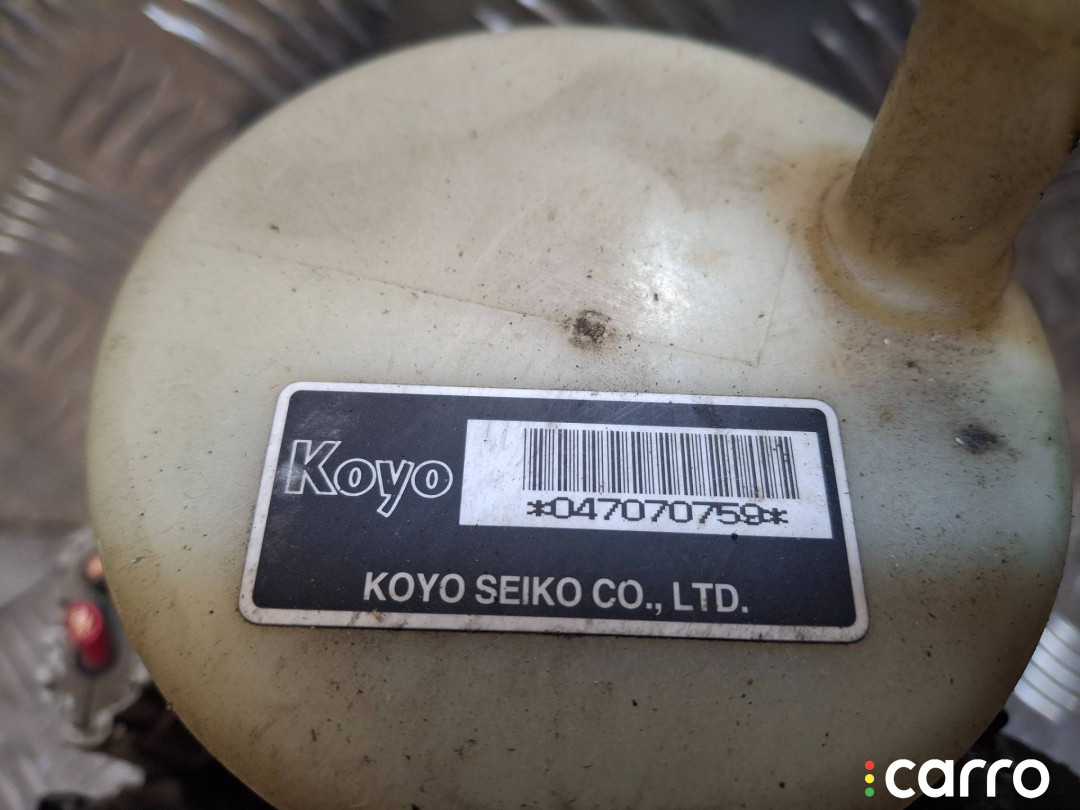 Koyo
*047070759*
KOYO SEIKO CO., LTD.
carro